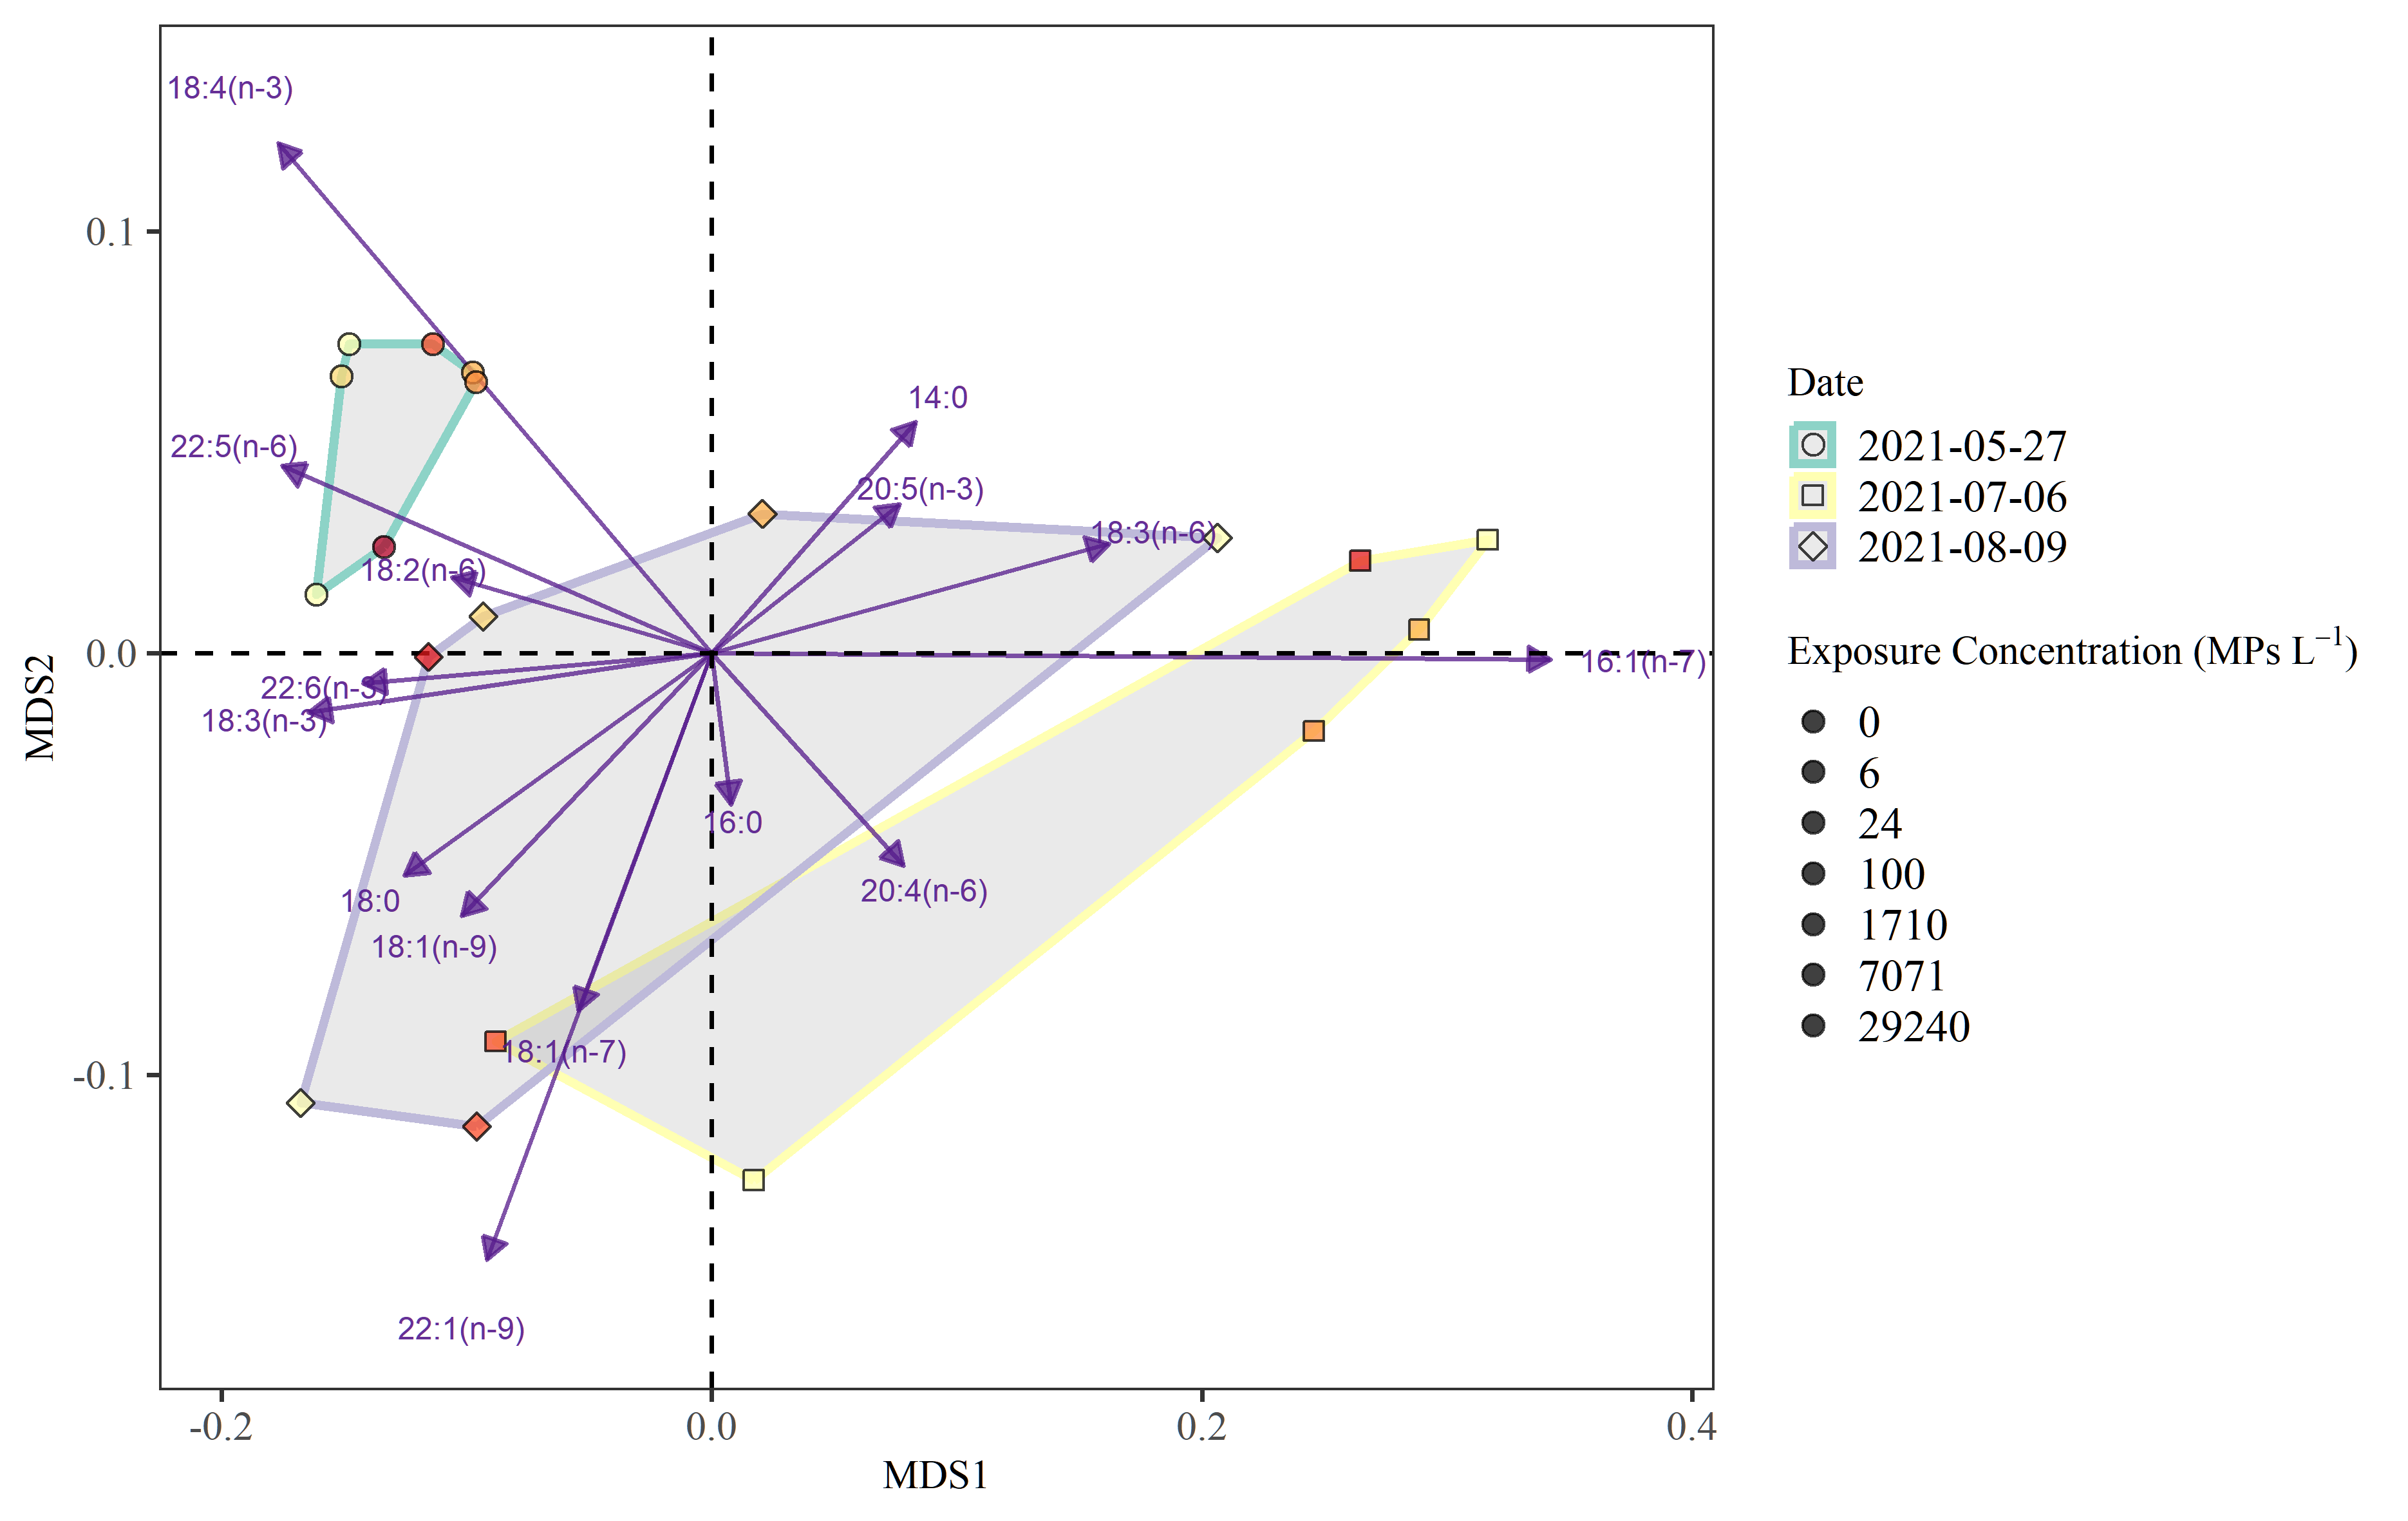 18:4(n-3)
0.1
14:0
22:5(n-6)
20:5(n-3)
18:3(n-6)
18:2(n-6)
0.0
16:1(n-7)
22:6(n-3)
18:3(n-3)
MDS2
16:0
18:0
20:4(n-6)
18:1(n-9)
18:1(n-7)
-0.1
22:1(n-9)
-0.2
0.0
0.2
0.4
MDS1
Date
2021-05-27
2021-07-06
2021-08-09
Exposure Concentration (MPs L⁻¹)
0
6
24
100
1710
7071
29240